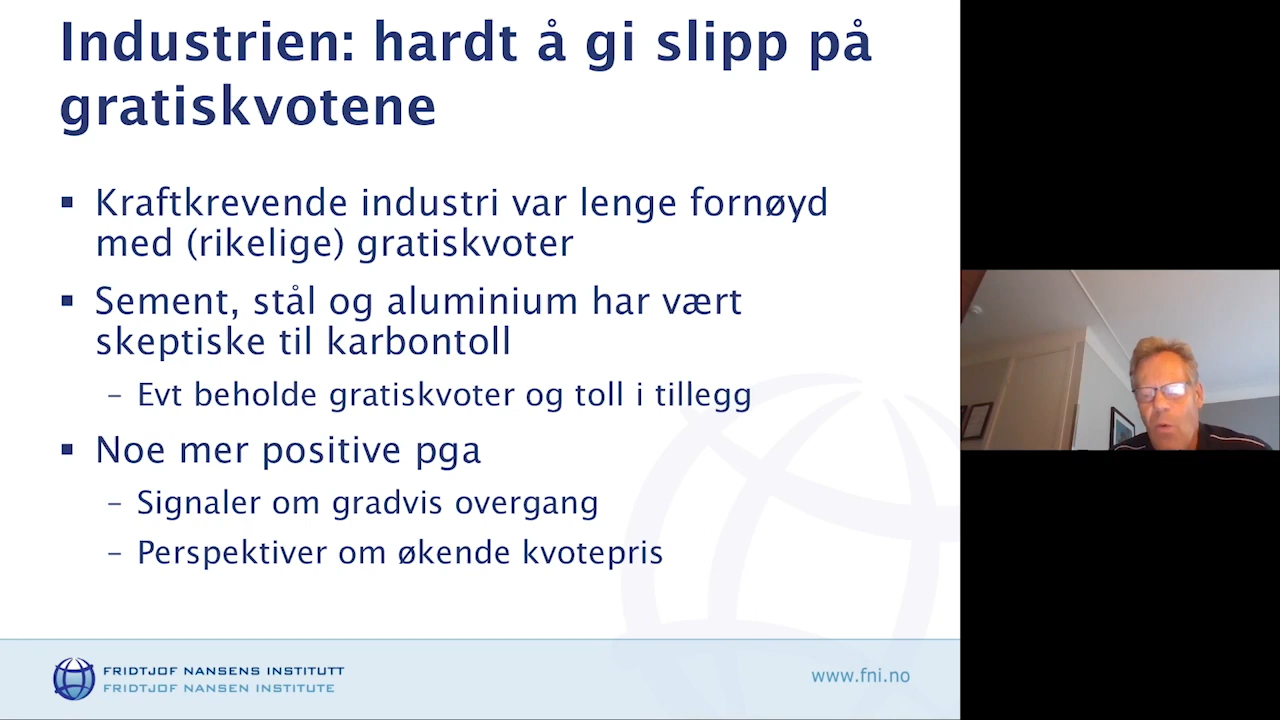 Industrien: hardt å gi slipp på
gratiskvotene
▪ Kraftkrevende industri var lenge fornøyd
med (rikelige) gratiskvoter
▪ Sement, stål og aluminium har vært
skeptiske til karbontoll
– Evt beholde gratiskvoter og toll i tillegg
▪ Noe mer positive pga
– Signaler om gradvis overgang
– Perspektiver om økende kvotepris
FRIDTJOF NANSENS INSTITUTT
FRIDTJOF NANSEN INSTITUTE
www.fni.no